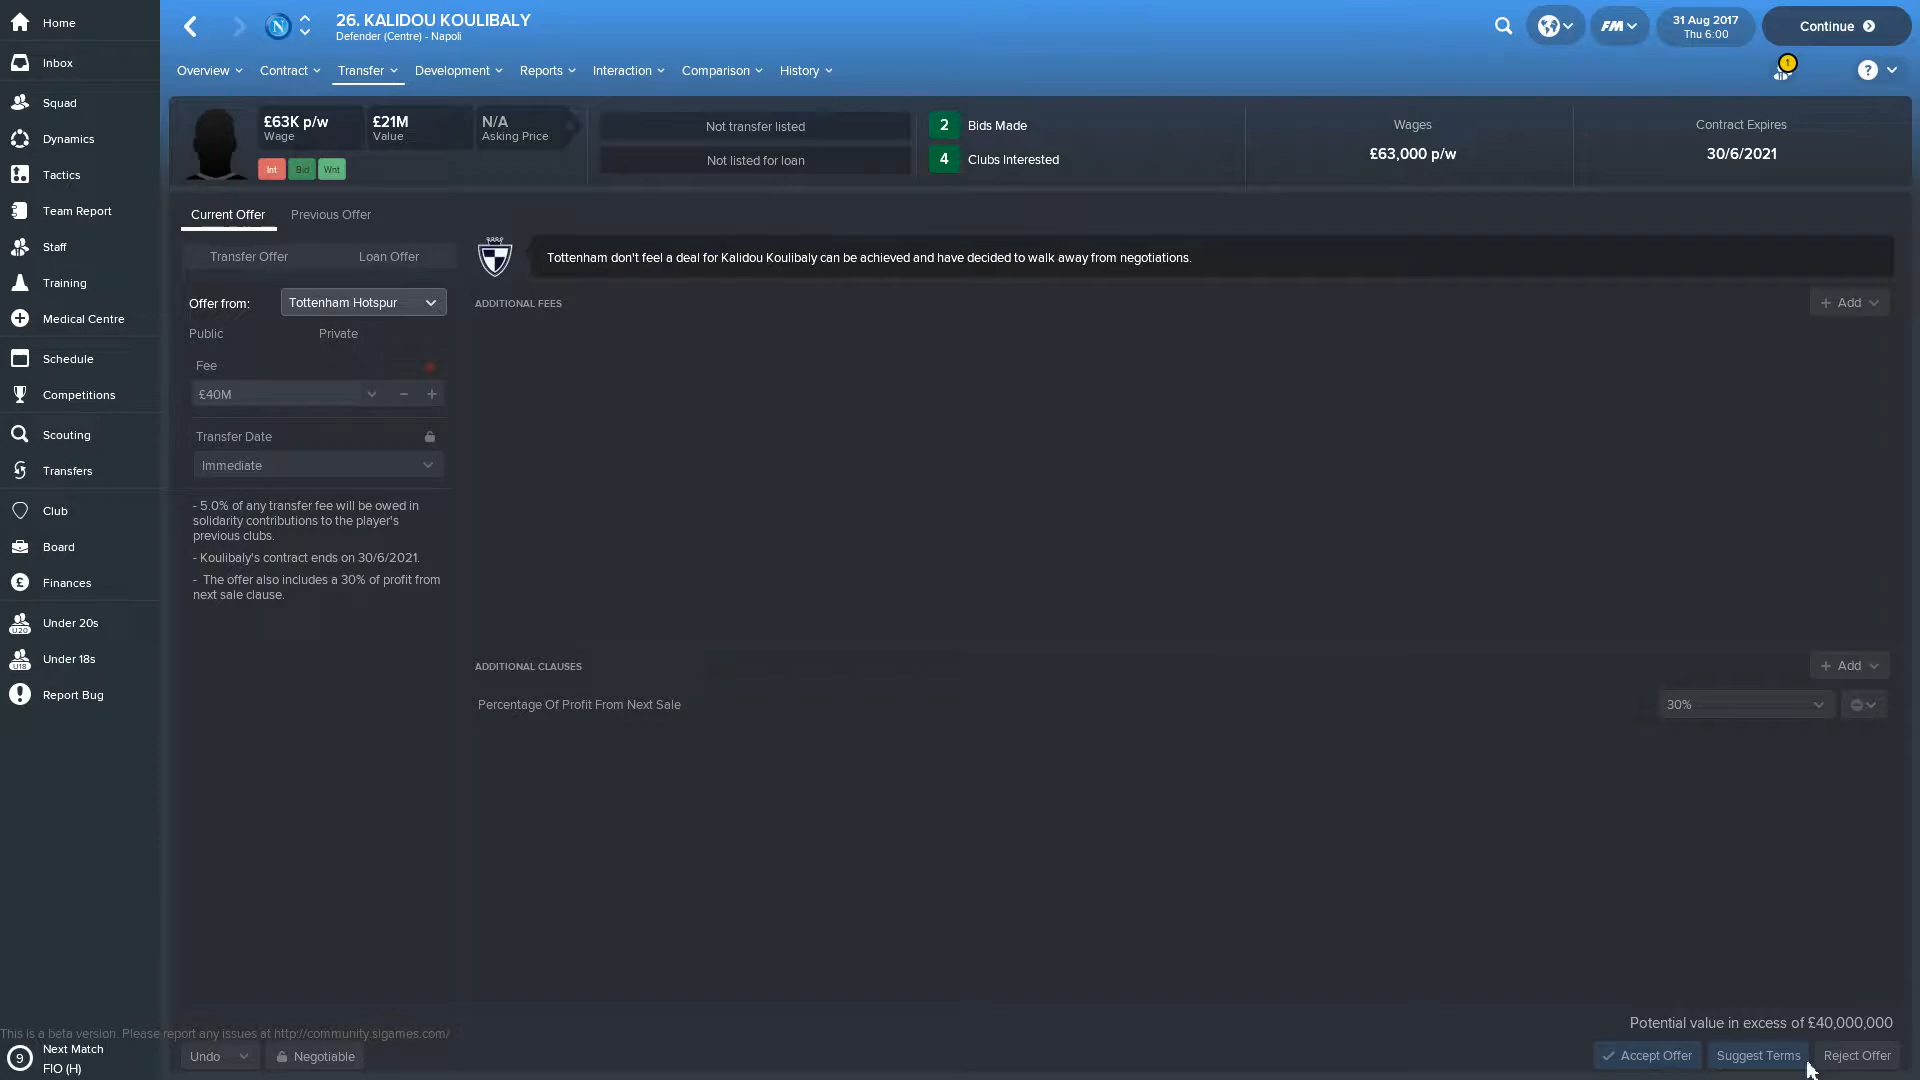 Home
Inbox
Squad
Dynamics
Tactics
Team Report
Staff
Training
Medical Centre
Schedule
Competitions
Scouting
Transfers
Club
Board
Finances
U20
Under 20s
U18
Under 18s
Report Bug
9
Next Match
FIO (H)
N
26. KALIDOU KOULIBALY
Defender (Centre) - Napoli
FM
31 Aug 2017
Thu 6:00
Continue
Overview
Contract
Transfer
Development
Reports
Interaction
Comparison
History
1
?
£63K p/w
Wage
£21M
Value
N/A
Asking Price
Int
Bid
Wnt
Not transfer listed
Not listed for loan
2 Bids Made
4 Clubs Interested
Wages
£63,000 p/w
Contract Expires
30/6/2021
Current Offer
Previous Offer
Transfer Offer
Loan Offer
Offer from:
Tottenham Hotspur
Public
Private
Fee
£40M
Transfer Date
Immediate
- 5.0% of any transfer fee will be owed in
solidarity contributions to the player's
previous clubs.
- Koulibaly's contract ends on 30/6/2021.
- The offer also includes a 30% of profit from
next sale clause.
Tottenham don't feel a deal for Kalidou Koulibaly can be achieved and have decided to walk away from negotiations.
ADDITIONAL FEES
+ Add
ADDITIONAL CLAUSES
+ Add
Percentage Of Profit From Next Sale
30%
Potential value in excess of £40,000,000
This is a beta version. Please report any issues at http://community.sigames.com/
Undo
Negotiable
Accept Offer
Suggest Terms
Reject Offer